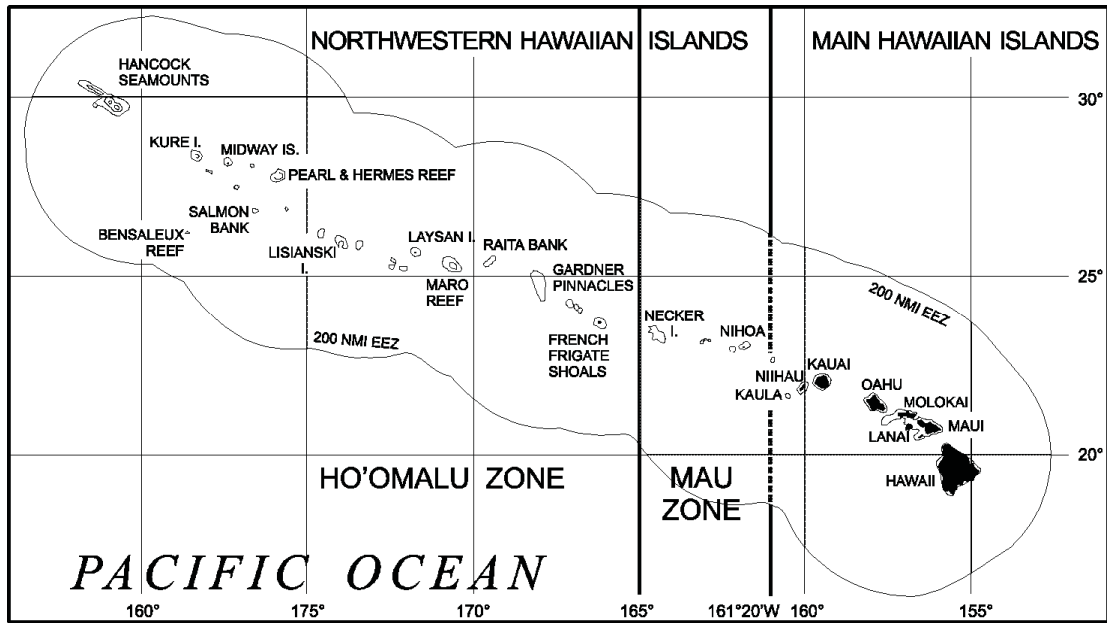 NORTHWESTERN HAWAIIAN ISLANDS
MAIN HAWAIIAN ISLANDS
HANCOCK
SEAMOUNTS
30°
KURE I.
MIDWAY IS.
PEARL & HERMES REEF
SALMON
BANK
BENSALEUX
REEF
LISIANSKI
I.
LAYSAN I.
RAITA BANK
MARO
REEF
GARDNER
PINNACLES
25°
200 NMI EEZ
200 NMI EEZ
FRENCH
FRIGATE
SHOALS
NECKER
I.
NIHOA
NIIHAU
KAUAI
KAULA
OAHU
MOLOKAI
LANAI
MAUI
HAWAII
20°
HO'OMALU ZONE
MAU
ZONE
PACIFIC OCEAN
160°
175°
170°
165°
161°20'W
160°
155°